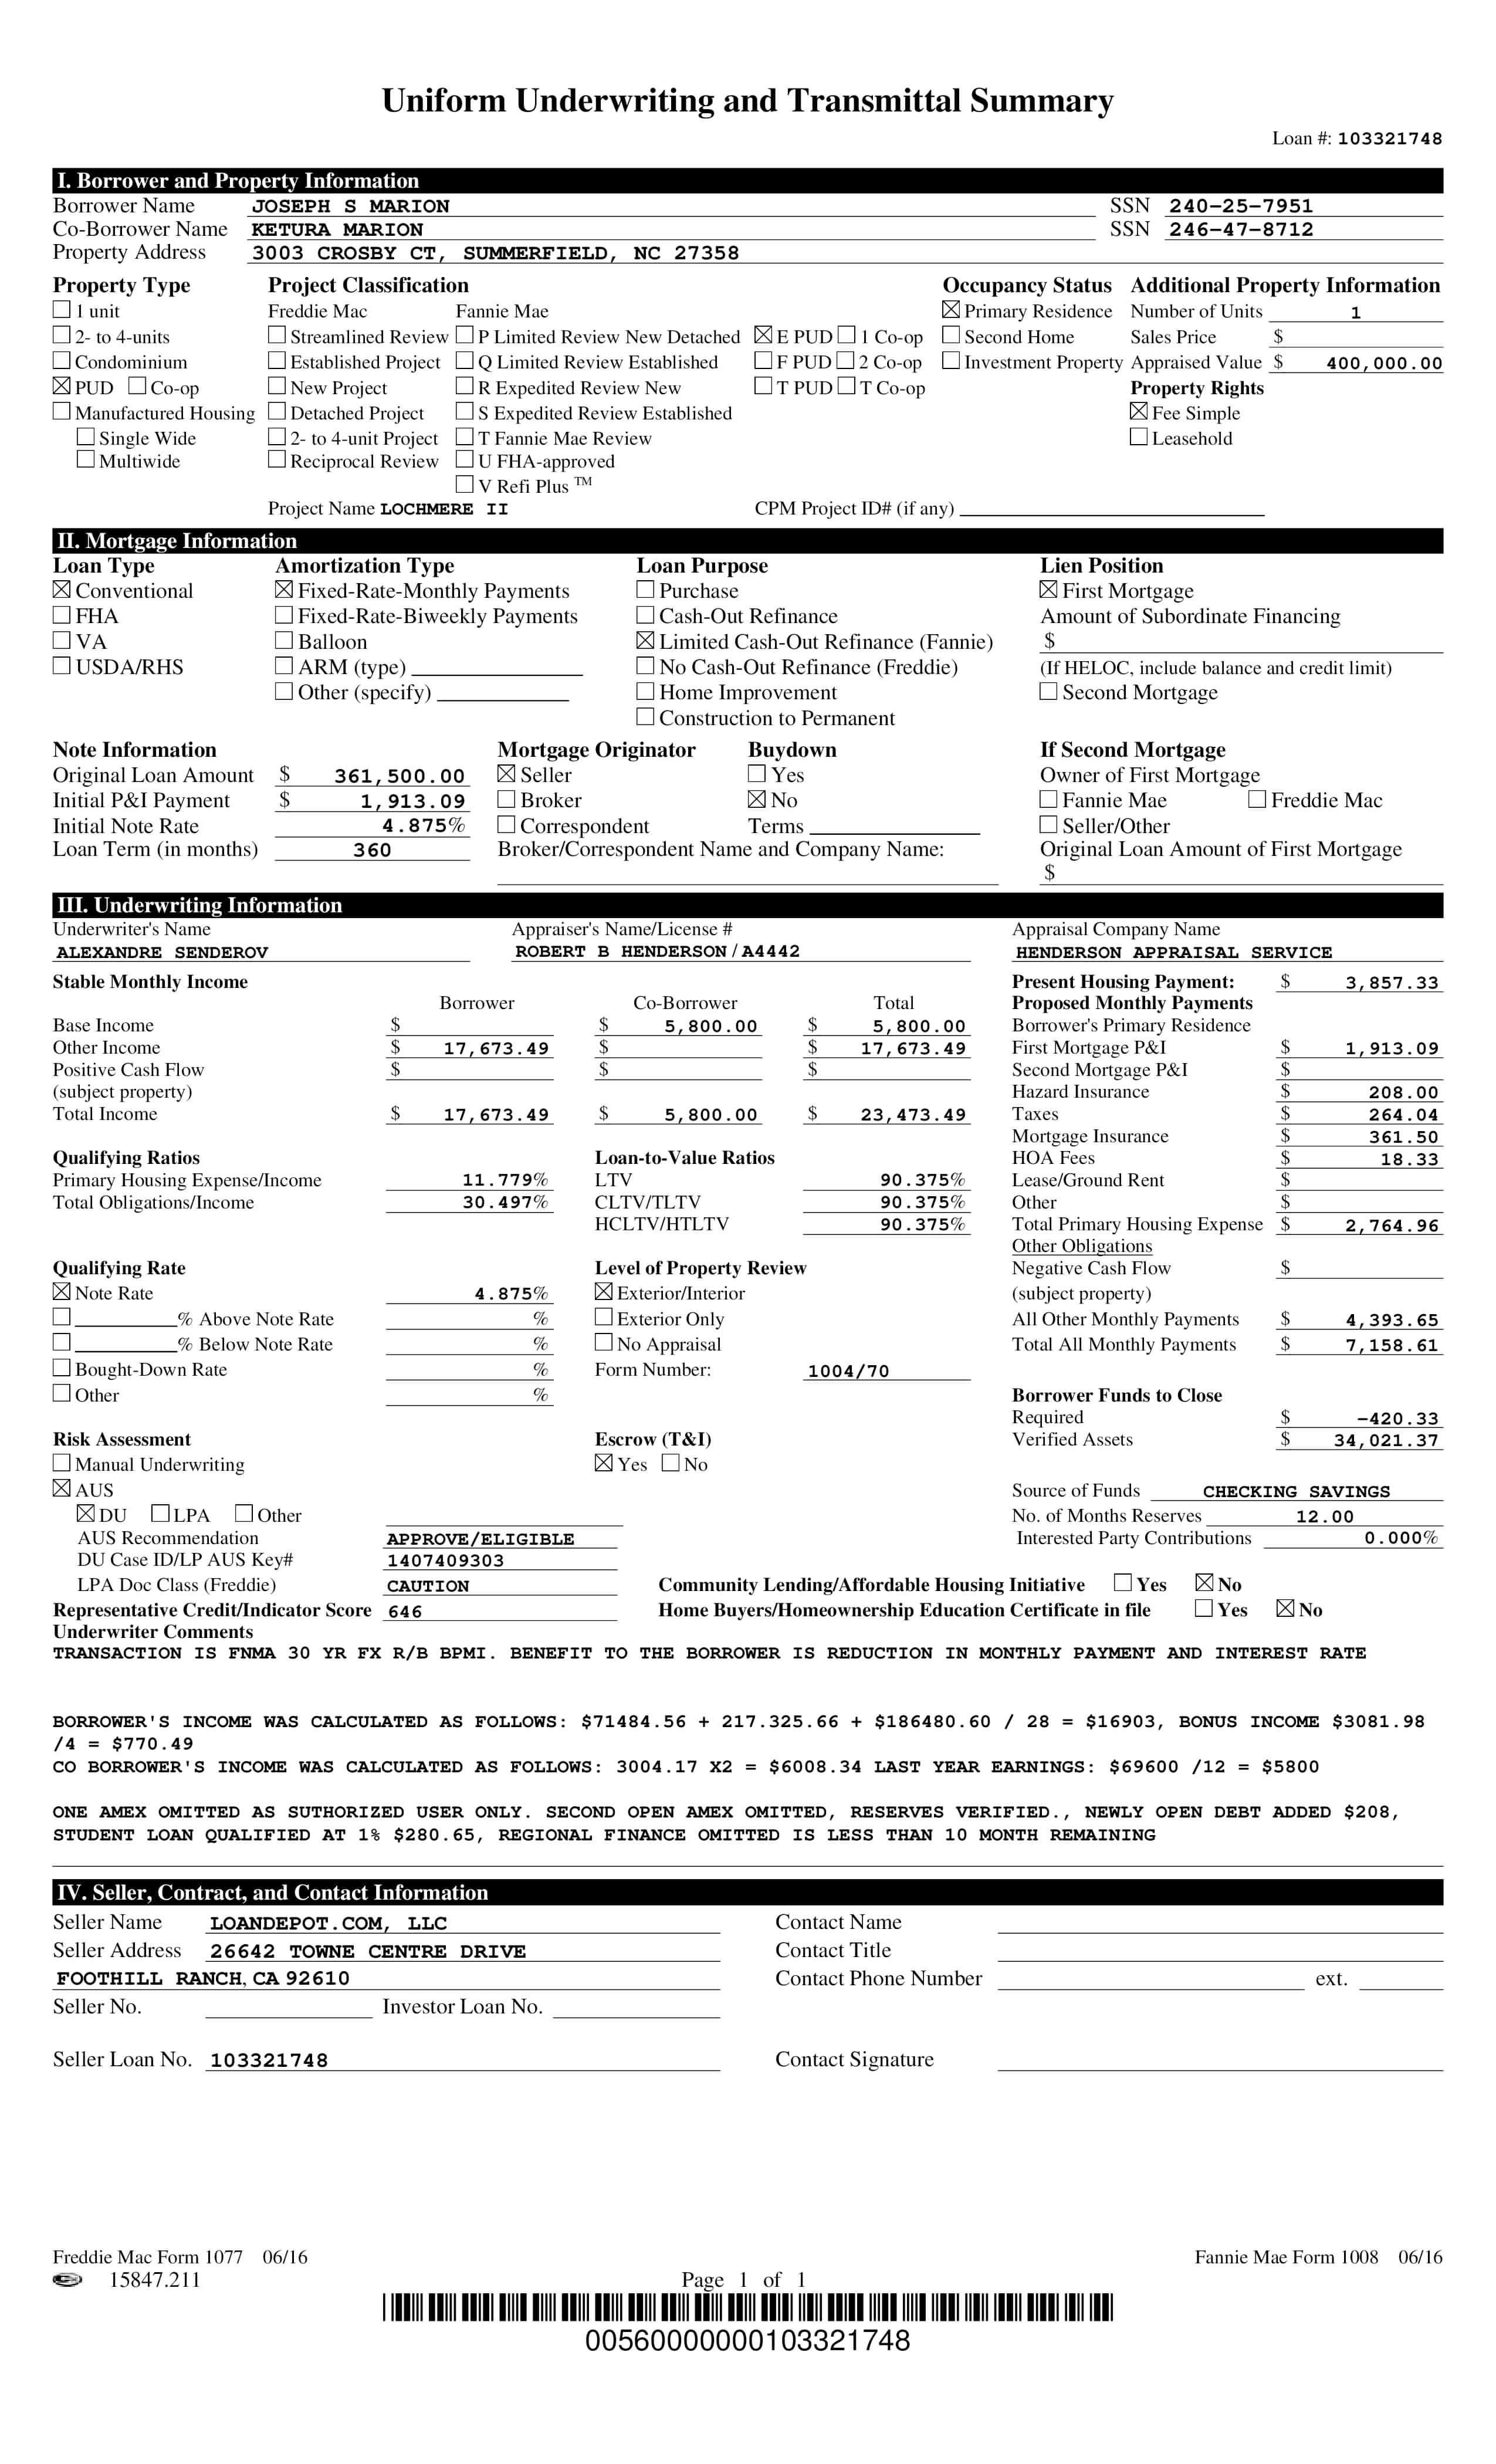 Uniform Underwriting and Transmittal Summary
Loan #: 103321748
I. Borrower and Property Information
Borrower Name JOSEPH S MARION SSN 240-25-7951
Co-Borrower Name KETURA MARION SSN 246-47-8712
Property Address 3003 CROSBY CT, SUMMERFIELD, NC 27358
Property Type Project Classification Occupancy Status Additional Property Information
☐ 1 unit Freddie Mac Fannie Mae ☒ Primary Residence Number of Units 1
☐ 2- to 4-units ☐ Streamlined Review ☐ P Limited Review New Detached ☒ E PUD ☐ 1 Co-op ☐ Second Home Sales Price $
☐ Condominium ☐ Established Project ☐ Q Limited Review Established ☐ F PUD ☐ 2 Co-op ☐ Investment Property Appraised Value $ 400,000.00
☒ PUD ☐ Co-op ☐ New Project ☐ R Expedited Review New ☐ T PUD ☐ T Co-op Property Rights
☐ Manufactured Housing ☐ Detached Project ☐ S Expedited Review Established ☒ Fee Simple
☐ Single Wide ☐ 2- to 4-unit Project ☐ T Fannie Mae Review ☐ Leasehold
☐ Multiwide ☐ Reciprocal Review ☐ U FHA-approved
☐ V Refi Plus TM
Project Name LOCHMERE II CPM Project ID# (if any)
II. Mortgage Information
Loan Type Amortization Type Loan Purpose Lien Position
☒ Conventional ☒ Fixed-Rate-Monthly Payments ☐ Purchase ☒ First Mortgage
☐ FHA ☐ Fixed-Rate-Biweekly Payments ☐ Cash-Out Refinance Amount of Subordinate Financing
☐ VA ☐ Balloon ☒ Limited Cash-Out Refinance (Fannie) $
☐ USDA/RHS ☐ ARM (type) ☐ No Cash-Out Refinance (Freddie) (If HELOC, include balance and credit limit)
☐ Other (specify) ☐ Home Improvement ☐ Second Mortgage
☐ Construction to Permanent
Note Information Mortgage Originator Buydown If Second Mortgage
Original Loan Amount $ 361,500.00 ☒ Seller ☐ Yes Owner of First Mortgage
Initial P&I Payment $ 1,913.09 ☐ Broker ☒ No ☐ Fannie Mae ☐ Freddie Mac
Initial Note Rate 4.875% ☐ Correspondent Terms ☐ Seller/Other
Loan Term (in months) 360 Broker/Correspondent Name and Company Name: Original Loan Amount of First Mortgage
$
III. Underwriting Information
Underwriter's Name Appraiser's Name/License # Appraisal Company Name
ALEXANDRE SENDEROV ROBERT B HENDERSON / A4442 HENDERSON APPRAISAL SERVICE
Stable Monthly Income Present Housing Payment: $ 3,857.33
Borrower Co-Borrower Total Proposed Monthly Payments
Base Income $ $ 5,800.00 $ 5,800.00 Borrower's Primary Residence
Other Income $ 17,673.49 $ $ 17,673.49 First Mortgage P&I $ 1,913.09
Positive Cash Flow $ $ $ Second Mortgage P&I $
(subject property) Hazard Insurance $ 208.00
Total Income $ 17,673.49 $ 5,800.00 $ 23,473.49 Taxes $ 264.04
Mortgage Insurance $ 361.50
Qualifying Ratios Loan-to-Value Ratios HOA Fees $ 18.33
Primary Housing Expense/Income 11.779% LTV 90.375% Lease/Ground Rent $
Total Obligations/Income 30.497% CLTV/TLTV 90.375% Other $
HCLTV/HTLTV 90.375% Total Primary Housing Expense $ 2,764.96
Other Obligations
Qualifying Rate Level of Property Review Negative Cash Flow $
☒ Note Rate 4.875% ☒ Exterior/Interior (subject property)
☐ % Above Note Rate % ☐ Exterior Only All Other Monthly Payments $ 4,393.65
☐ % Below Note Rate % ☐ No Appraisal Total All Monthly Payments $ 7,158.61
☐ Bought-Down Rate % Form Number: 1004/70
☐ Other % Borrower Funds to Close
Required $ -420.33
Risk Assessment Escrow (T&I) Verified Assets $ 34,021.37
☐ Manual Underwriting ☒ Yes ☐ No
☒ AUS Source of Funds CHECKING SAVINGS
☒ DU ☐ LPA ☐ Other No. of Months Reserves 12.00
AUS Recommendation APPROVE/ELIGIBLE Interested Party Contributions 0.000%
DU Case ID/LP AUS Key# 1407409303
LPA Doc Class (Freddie) CAUTION Community Lending/Affordable Housing Initiative ☐ Yes ☒ No
Representative Credit/Indicator Score 646 Home Buyers/Homeownership Education Certificate in file ☐ Yes ☒ No
Underwriter Comments
TRANSACTION IS FNMA 30 YR FX R/B BPMI. BENEFIT TO THE BORROWER IS REDUCTION IN MONTHLY PAYMENT AND INTEREST RATE
BORROWER'S INCOME WAS CALCULATED AS FOLLOWS: $71484.56 + 217.325.66 + $186480.60 / 28 = $16903, BONUS INCOME $3081.98
/4 = $770.49
CO BORROWER'S INCOME WAS CALCULATED AS FOLLOWS: 3004.17 X2 = $6008.34 LAST YEAR EARNINGS: $69600 /12 = $5800
ONE AMEX OMITTED AS SUTHORIZED USER ONLY. SECOND OPEN AMEX OMITTED, RESERVES VERIFIED., NEWLY OPEN DEBT ADDED $208,
STUDENT LOAN QUALIFIED AT 1% $280.65, REGIONAL FINANCE OMITTED IS LESS THAN 10 MONTH REMAINING
IV. Seller, Contract, and Contact Information
Seller Name LOANDEPOT.COM, LLC Contact Name
Seller Address 26642 TOWNE CENTRE DRIVE Contact Title
FOOTHILL RANCH, CA 92610 Contact Phone Number ext.
Seller No. Investor Loan No.
Seller Loan No. 103321748 Contact Signature
Freddie Mac Form 1077 06/16 Fannie Mae Form 1008 06/16
15847.211 Page 1 of 1
00560000000103321748